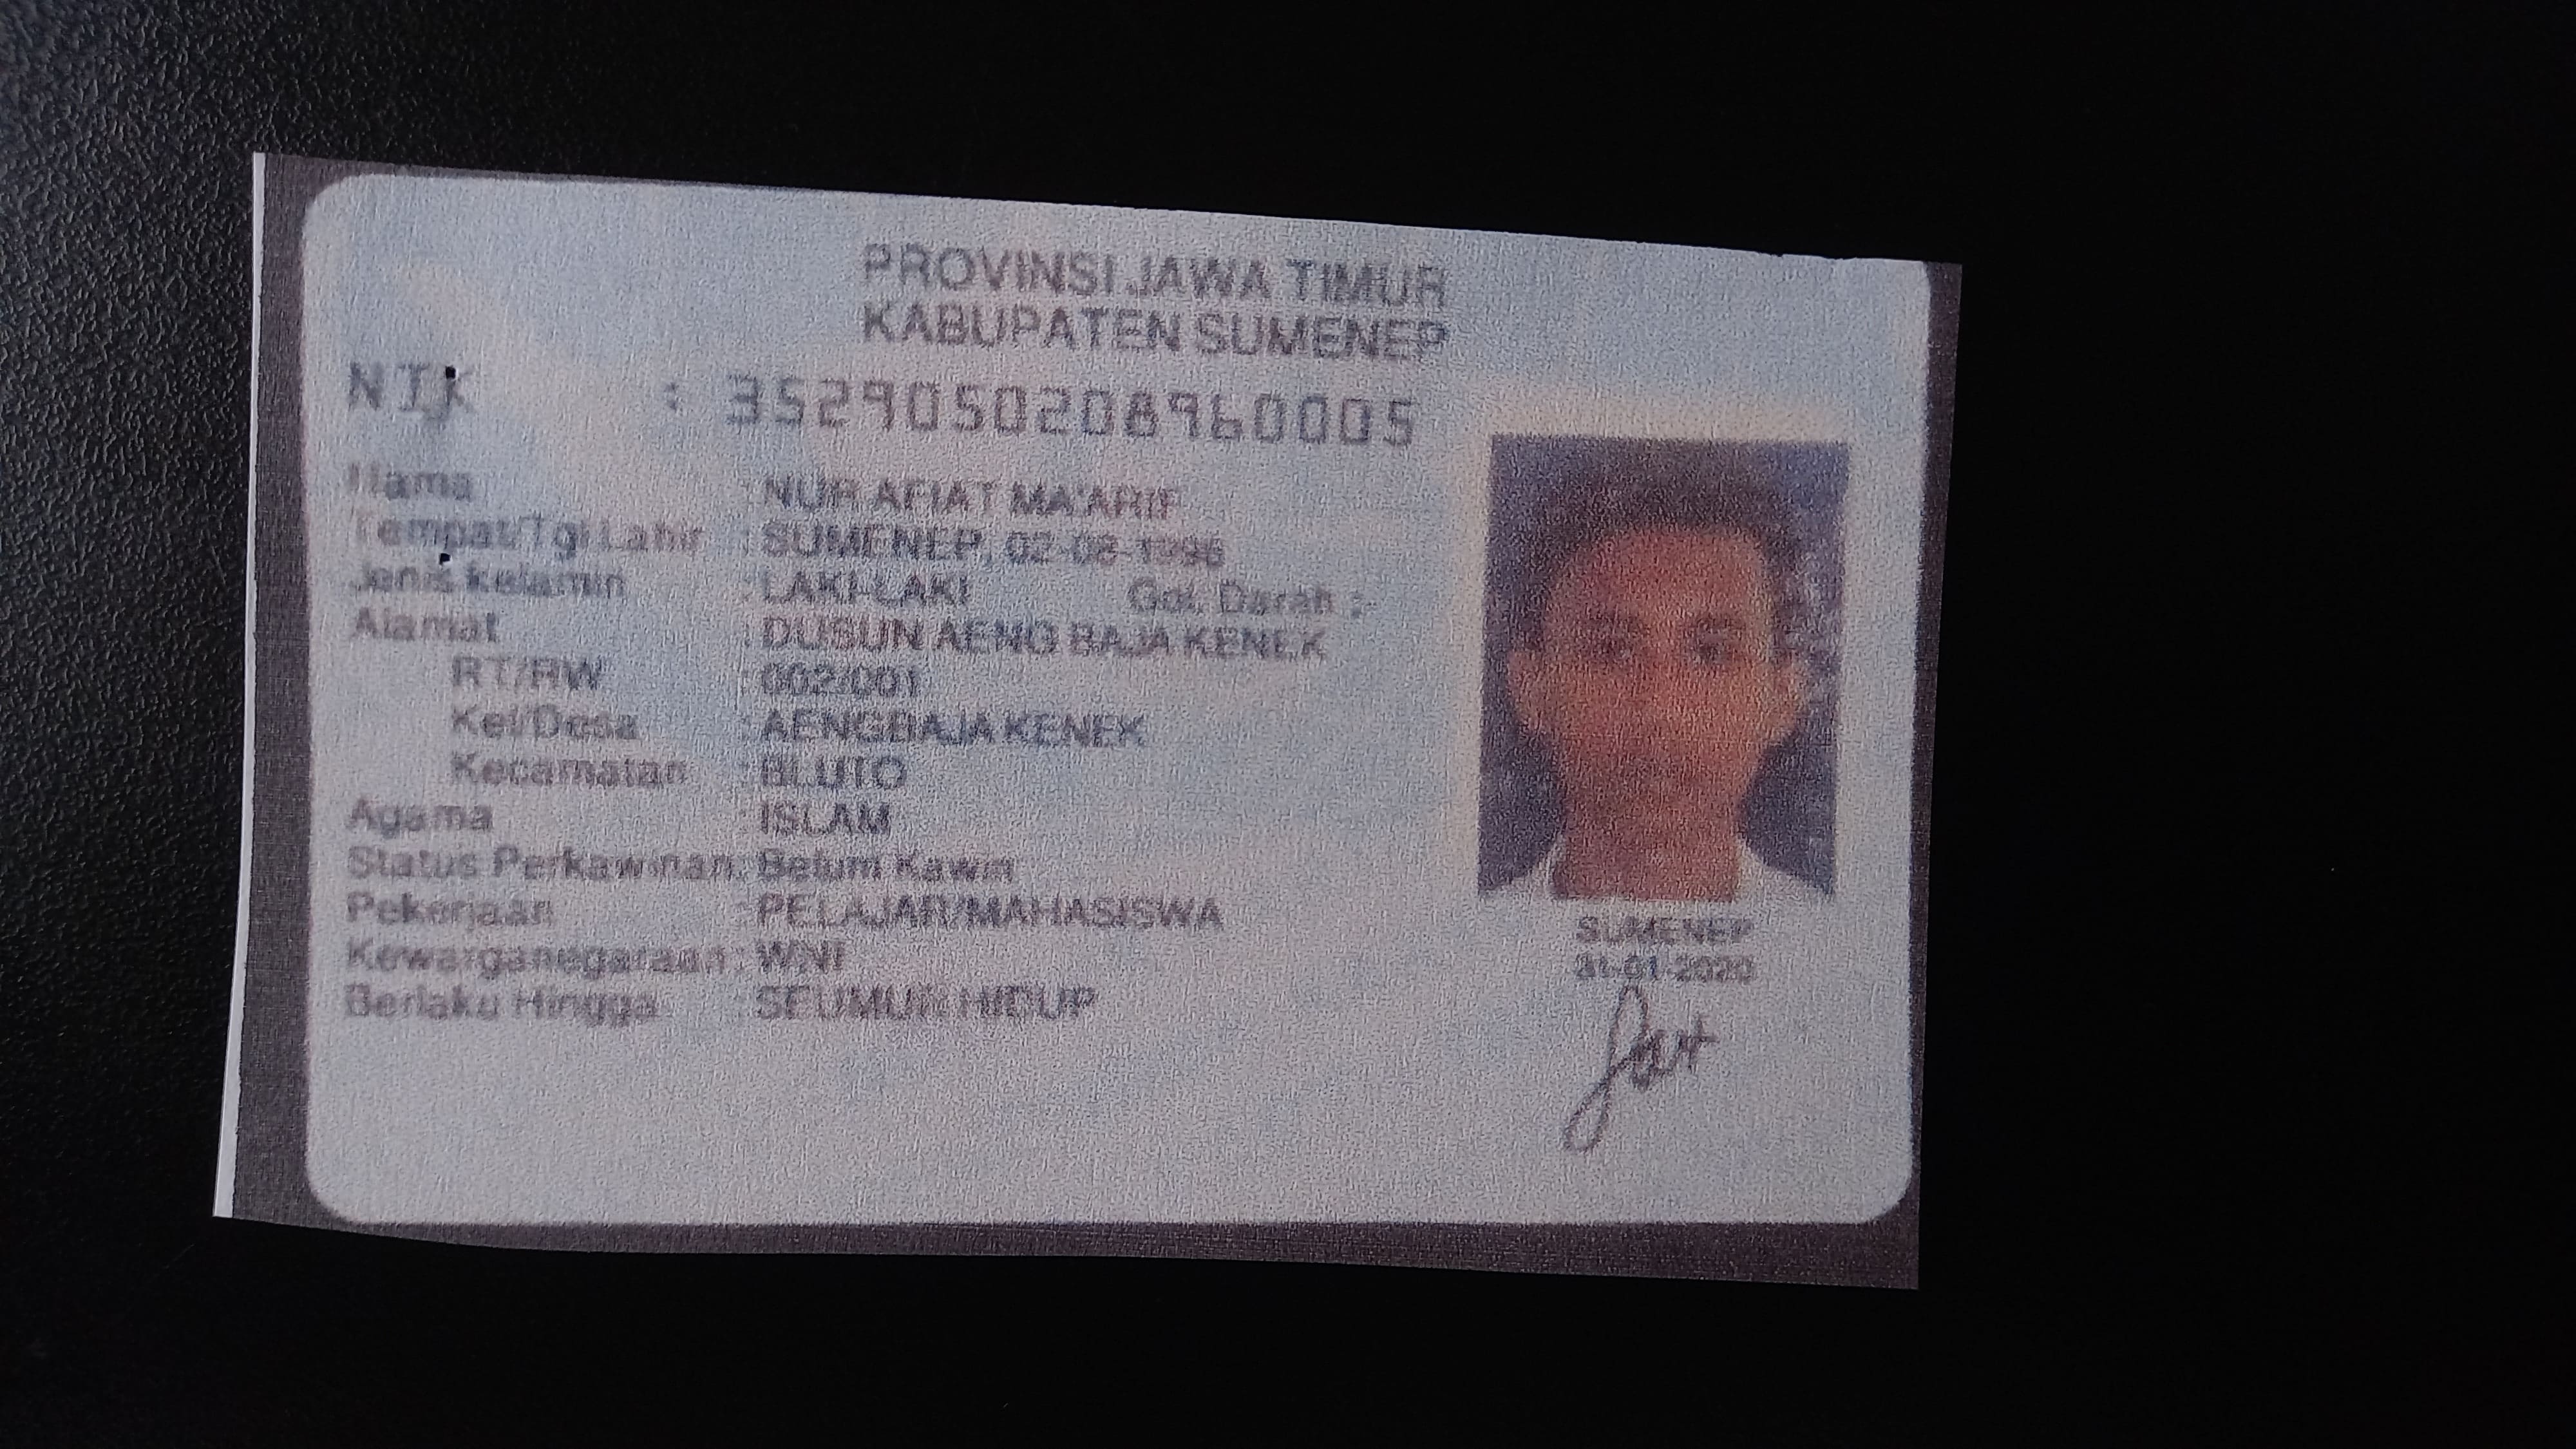 PROVINSI JAWA TIMUR
KABUPATEN SUMENEP
NIK : 3529050208960005
Nama : NUR AFIAT MA'ARIF
Tempat/Tgl Lahir : SUMENEP, 02-08-1996
Jenis kelamin : LAKI-LAKI Gol. Darah :-
Alamat : DUSUN AENG BAJA KENEK
RT/RW : 002/001
Kel/Desa : AENGBAJA KENEK
Kecamatan : BLUTO
Agama : ISLAM
Status Perkawinan : Belum Kawin
Pekerjaan : PELAJAR/MAHASISWA
Kewarganegaraan : WNI
Berlaku Hingga : SEUMUR HIDUP
SUMENEP
31-01-2020